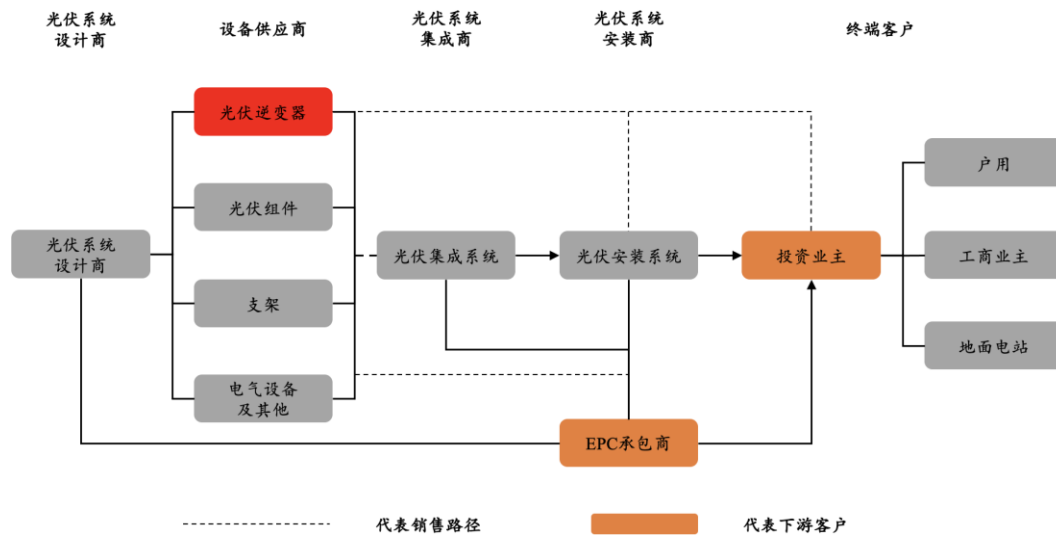 光伏系统
设计商
设备供应商
光伏系统
集成商
光伏系统
安装商
终端客户
光伏逆变器
户用
光伏组件
光伏系统
设计商
光伏集成系统
光伏安装系统
投资业主
工商业主
支架
地面电站
电气设备
及其他
EPC承包商
代表销售路径
代表下游客户